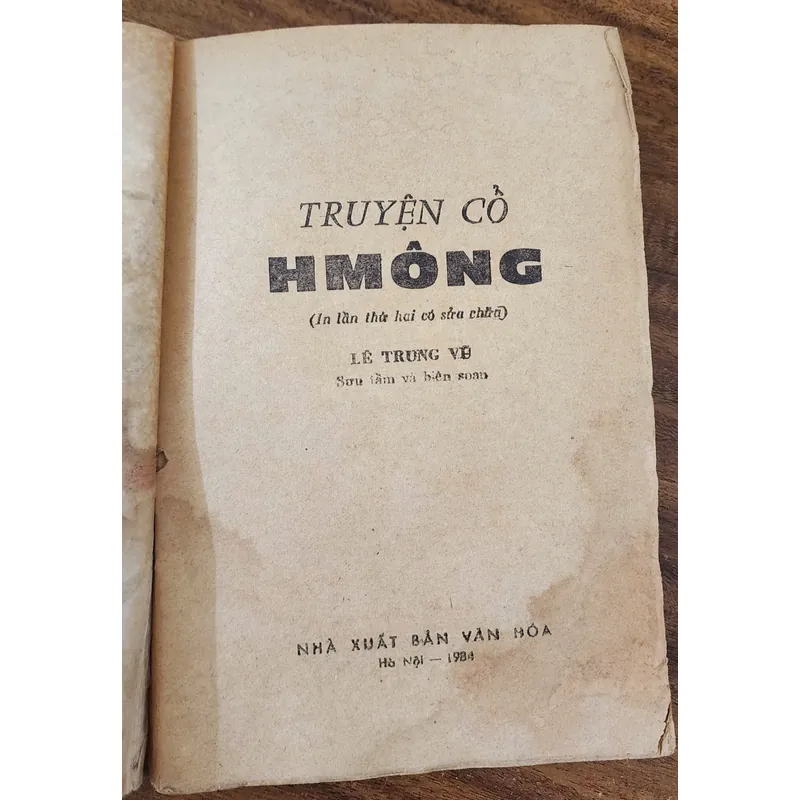 TRUYỆN CỔ
HMÔNG
(In lần thứ hai có sửa chữa)
LÊ TRUNG VŨ
Sưu tầm và biên soạn
NHÀ XUẤT BẢN VĂN HÓA
Hà Nội — 1984